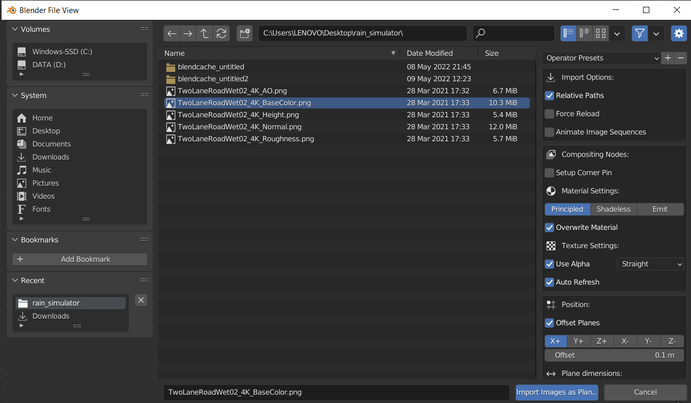 Blender File View
Volumes
Windows-SSD (C:)
DATA (D:)
System
Home
Desktop
Documents
Downloads
Music
Pictures
Videos
Fonts
Bookmarks
Add Bookmark
Recent
rain_simulator
Downloads
C:\Users\LENOVO\Desktop\rain_simulator\
Name Date Modified Size
blendcache_untitled 08 May 2022 21:45
blendcache_untitled2 09 May 2022 12:23
TwoLaneRoadWet02_4K_AO.png 28 Mar 2021 17:32 6.7 MiB
TwoLaneRoadWet02_4K_BaseColor.png 28 Mar 2021 17:33 10.3 MiB
TwoLaneRoadWet02_4K_Height.png 28 Mar 2021 17:33 5.4 MiB
TwoLaneRoadWet02_4K_Normal.png 28 Mar 2021 17:33 12.0 MiB
TwoLaneRoadWet02_4K_Roughness.png 28 Mar 2021 17:33 5.7 MiB
Operator Presets
Import Options:
Relative Paths
Force Reload
Animate Image Sequences
Compositing Nodes:
Setup Corner Pin
Material Settings:
Principled Shadeless Emit
Overwrite Material
Texture Settings:
Use Alpha Straight
Auto Refresh
Position:
Offset Planes
X+ Y+ Z+ X- Y- Z-
Offset 0.1 m
Plane dimensions:
TwoLaneRoadWet02_4K_BaseColor.png
Import Images as Plan... Cancel